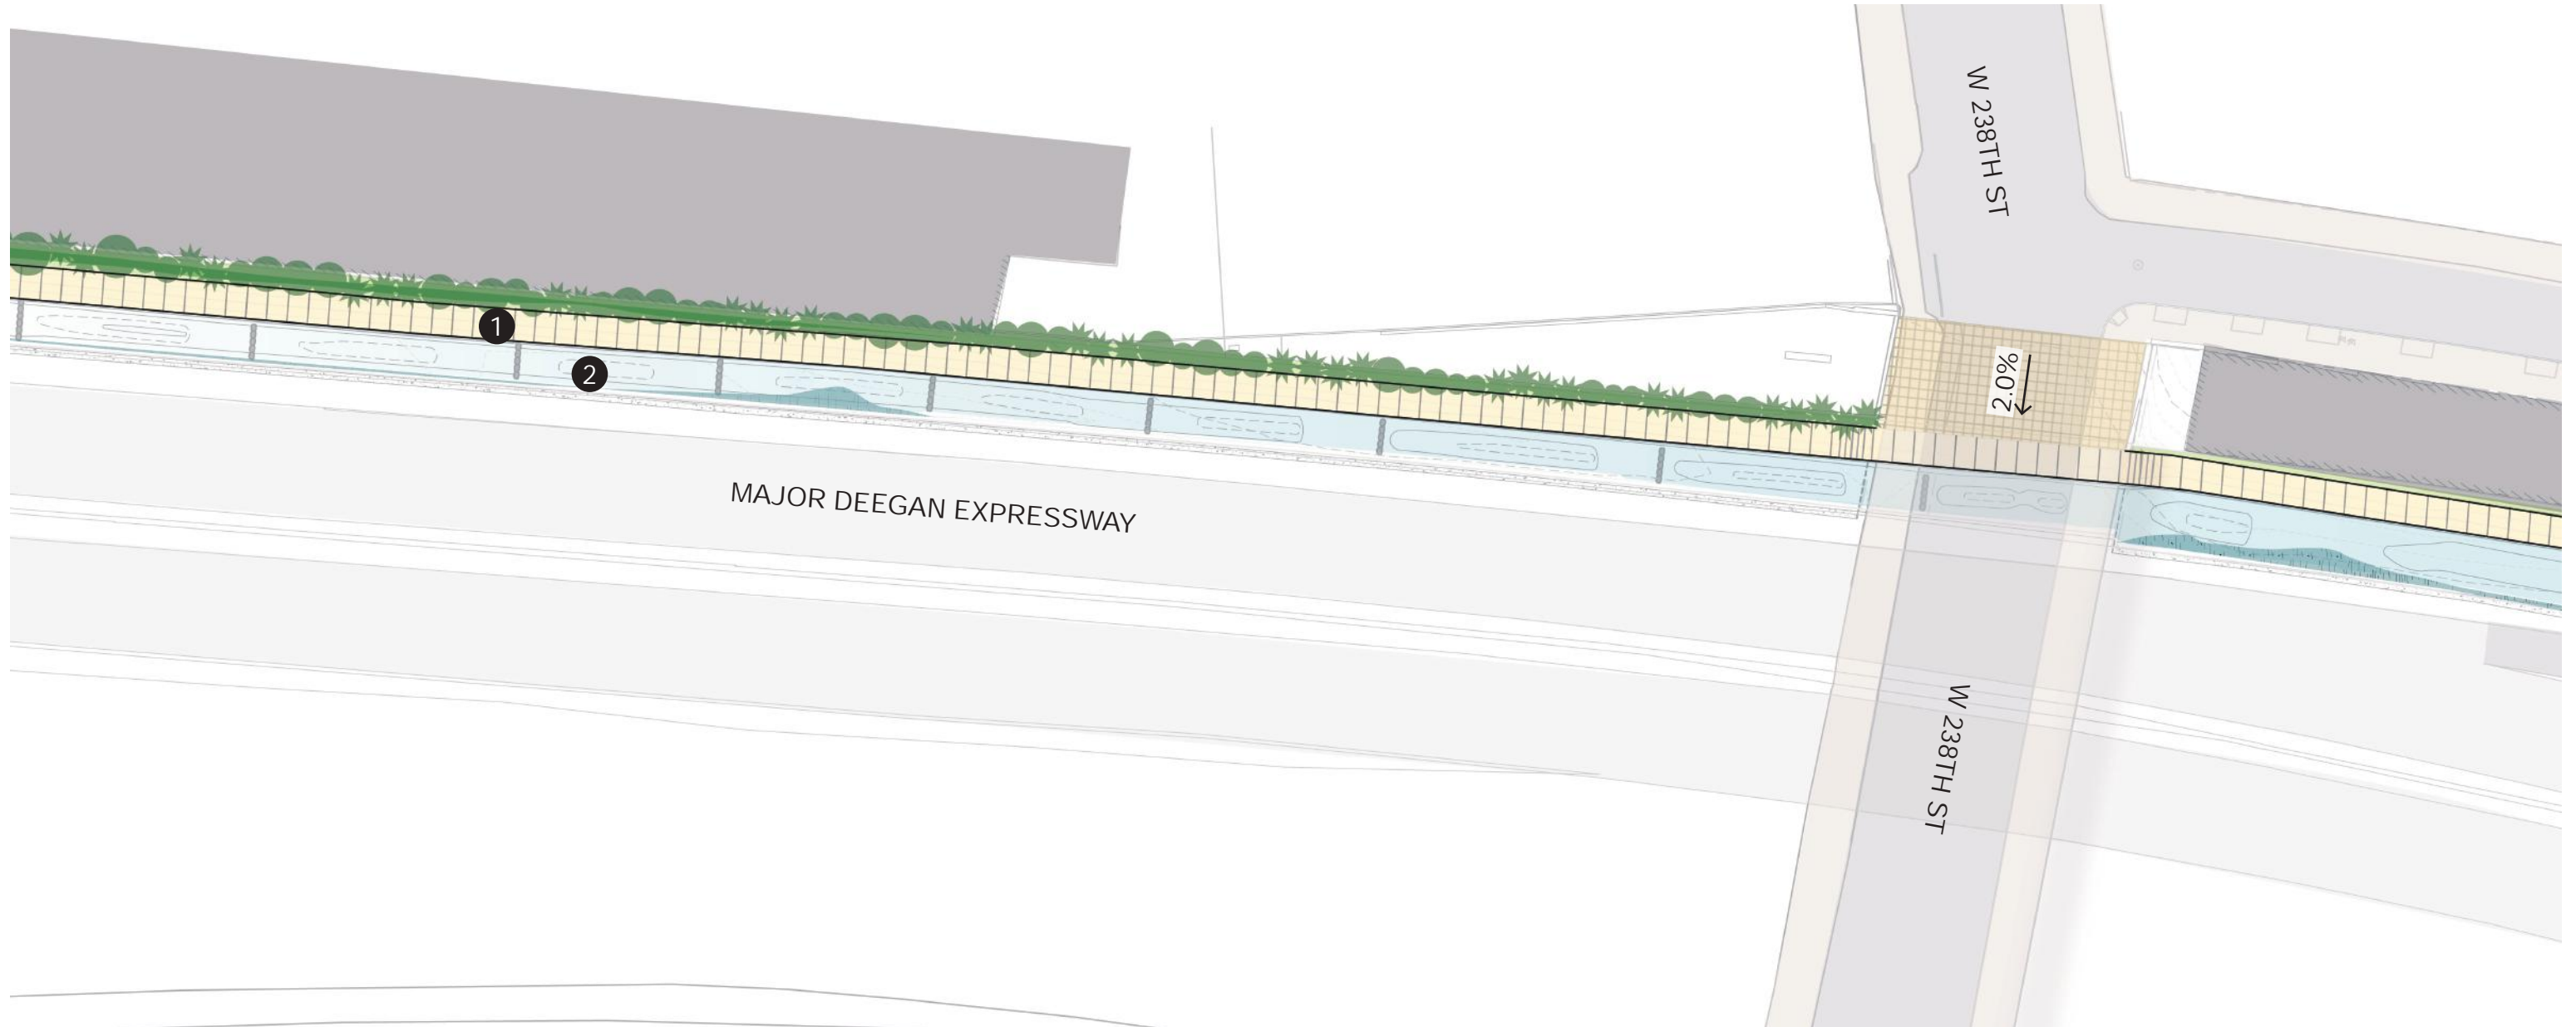 W 238TH ST
1
2.0%
2
MAJOR DEEGAN EXPRESSWAY
W 238TH ST